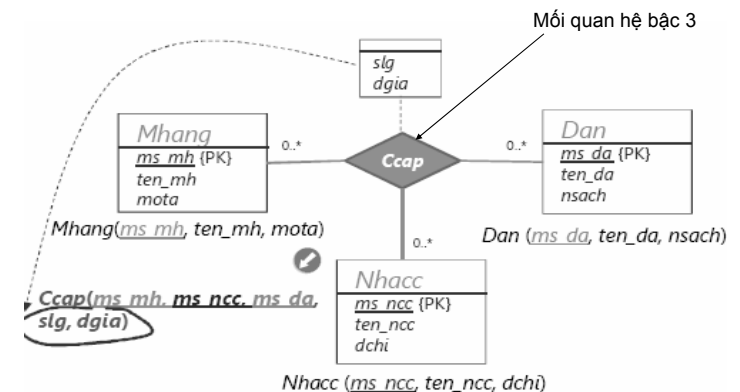 Mối quan hệ bậc 3
slg
dgia
Mhang
ms_mh {PK}
ten_mh
mota
0..*
Ccap
0..*
Dan
ms_da {PK}
ten_da
nsach
Mhang(ms_mh, ten_mh, mota)
0..*
Dan (ms_da, ten_da, nsach)
Ccap(ms_mh, ms_ncc, ms_da,
slg, dgia)
Nhacc
ms_ncc {PK}
ten_ncc
dchi
Nhacc (ms_ncc, ten_ncc, dchi)